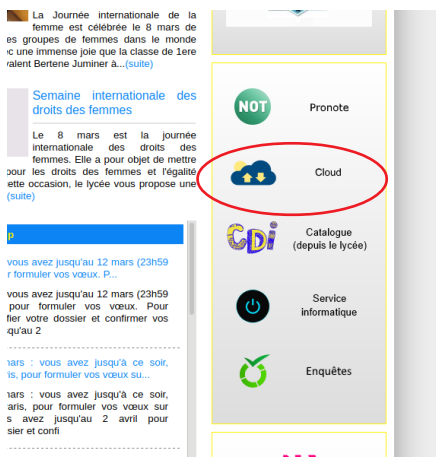 La Journée internationale de la
femme est célébrée le 8 mars de
es groupes de femmes dans le monde
ec une immense joie que la classe de 1ere
valent Bertene Juminer à...(suite)
Semaine internationale des
droits des femmes
Le 8 mars est la journée
internationale des droits des
femmes. Elle a pour objet de mettre
pour les droits des femmes et l'égalité
cette occasion, le lycée vous propose une
(suite)
p
vous avez jusqu'au 12 mars (23h59
r formuler vos vœux. P...
vous avez jusqu'au 12 mars (23h59
pour formuler vos vœux. Pour
fier votre dossier et confirmer vos
squ'au 2
mars : vous avez jusqu'à ce soir,
ris, pour formuler vos vœux su...
mars : vous avez jusqu'à ce soir,
aris, pour formuler vos vœux sur
s avez jusqu'au 2 avril pour
sier et confi
NOT
Pronote
Cloud
CDi
Catalogue
(depuis le lycée)
Service
informatique
Enquêtes